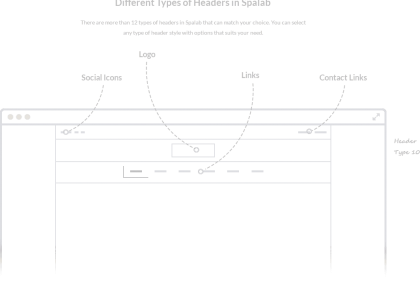 Different Types of Headers in Spalab
There are more than 12 types of headers in Spalab that can match your choice. You can select
any type of header style with options that suits your need.
Logo
Social Icons
Links
Contact Links
Header
Type 10